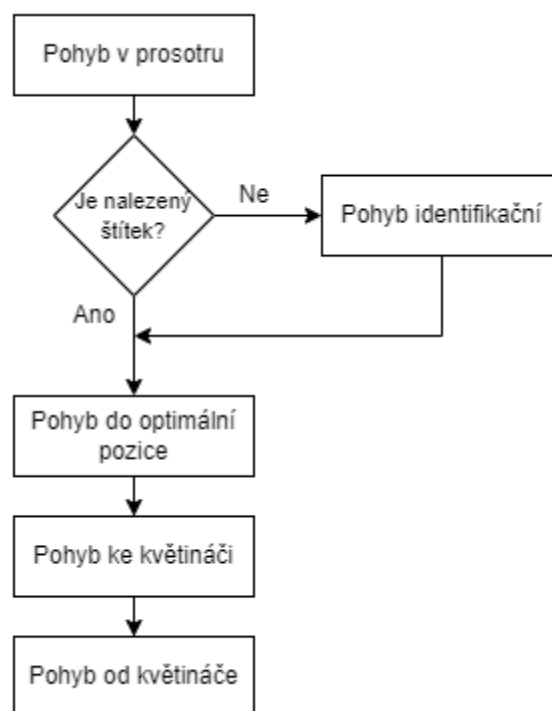 Pohyb v prosotru
Je nalezený
štítek?
Ne
Pohyb identifikační
Ano
Pohyb do optimální
pozice
Pohyb ke květináči
Pohyb od květináče